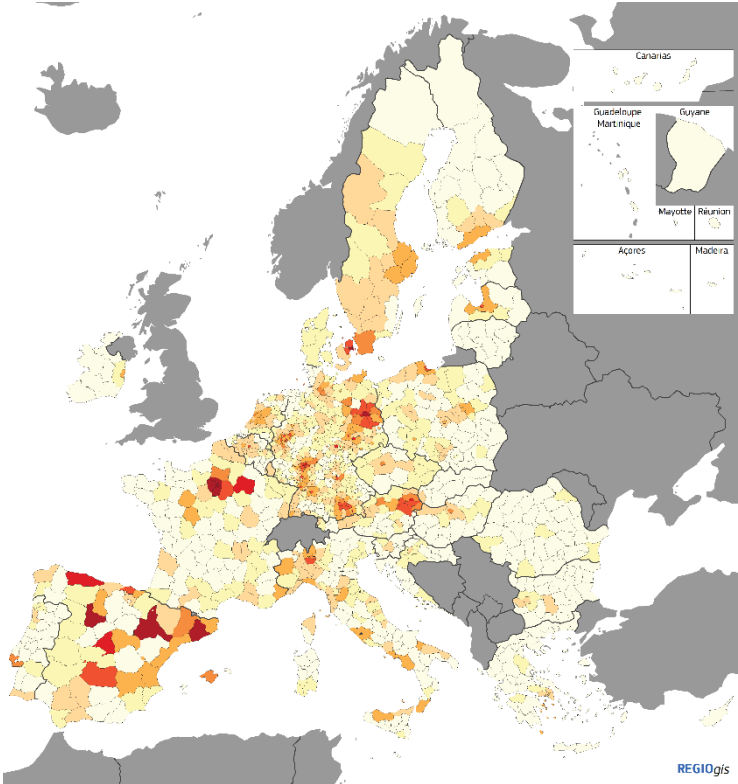 Canarias
Guadeloupe
Martinique
Guyane
Mayotte
Réunion
Açores
Madeira
REGIOgis